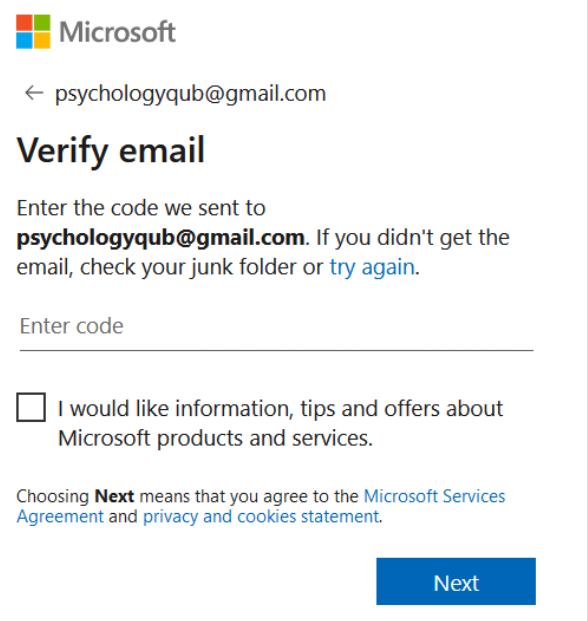 Microsoft
← psychologyqub@gmail.com
Verify email
Enter the code we sent to
psychologyqub@gmail.com. If you didn't get the
email, check your junk folder or try again.
Enter code
I would like information, tips and offers about
Microsoft products and services.
Choosing Next means that you agree to the Microsoft Services
Agreement and privacy and cookies statement.
Next